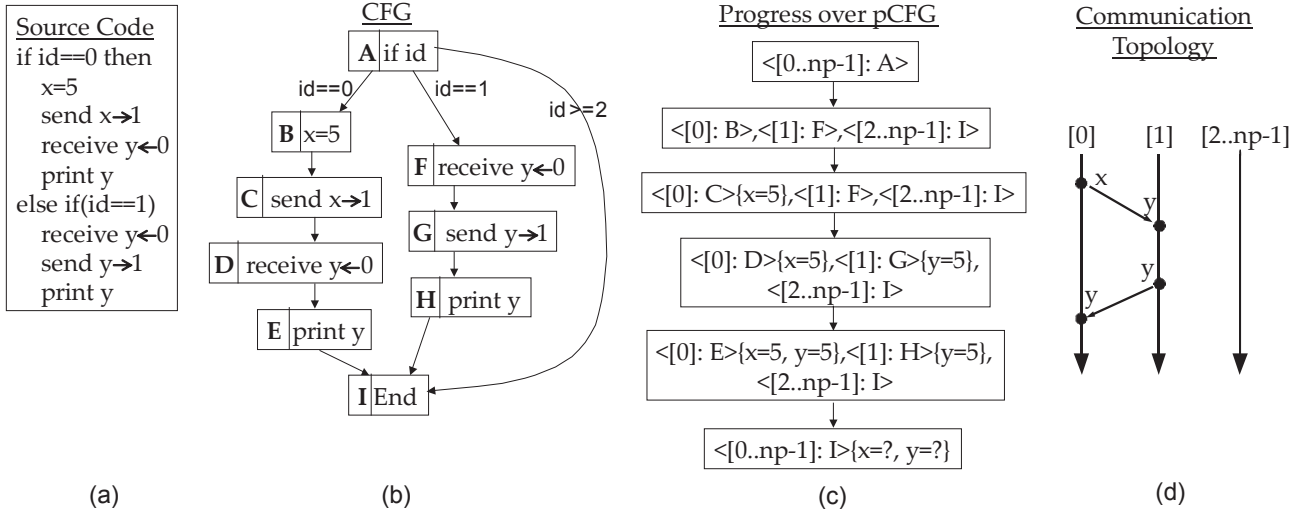 Source Code
if id==0 then
x=5
send x→1
receive y←0
print y
else if(id==1)
receive y←0
send y→1
print y
(a)
CFG
A if id
id==0
id==1
id >=2
B x=5
F receive y←0
C send x→1
G send y→1
D receive y←0
H print y
E print y
I End
(b)
Progress over pCFG
<[0..np-1]: A>
<[0]: B>,<[1]: F>,<[2..np-1]: I>
<[0]: C>{x=5},<[1]: F>,<[2..np-1]: I>
<[0]: D>{x=5},<[1]: G>{y=5},
<[2..np-1]: I>
<[0]: E>{x=5, y=5},<[1]: H>{y=5},
<[2..np-1]: I>
<[0..np-1]: I>{x=?, y=?}
(c)
Communication
Topology
[0] [1] [2..np-1]
x
y
y
y
(d)